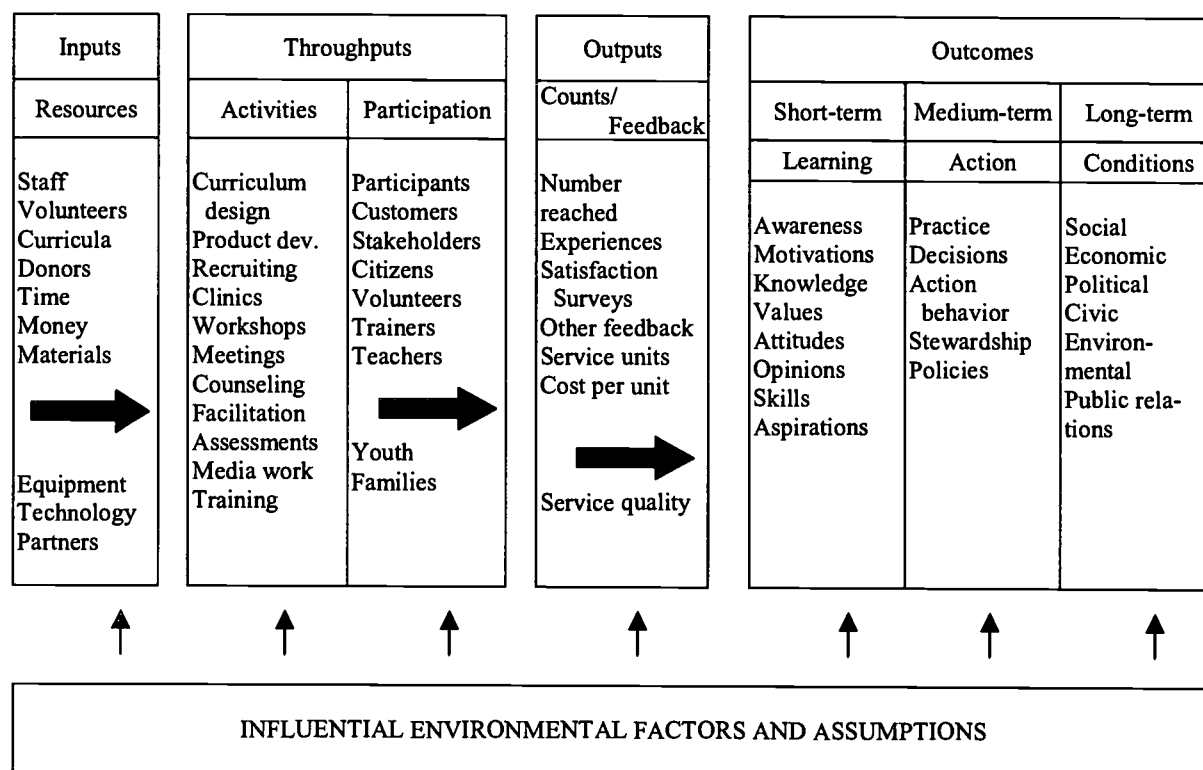 Inputs
Resources
Staff
Volunteers
Curricula
Donors
Time
Money
Materials
Equipment
Technology
Partners
Throughputs
Activities
Curriculum
design
Product dev.
Recruiting
Clinics
Workshops
Meetings
Counseling
Facilitation
Assessments
Media work
Training
Participation
Participants
Customers
Stakeholders
Citizens
Volunteers
Trainers
Teachers
Youth
Families
Outputs
Counts/
Feedback
Number
reached
Experiences
Satisfaction
Surveys
Other feedback
Service units
Cost per unit
Service quality
Outcomes
Short-term
Learning
Awareness
Motivations
Knowledge
Values
Attitudes
Opinions
Skills
Aspirations
Medium-term
Action
Practice
Decisions
Action
behavior
Stewardship
Policies
Long-term
Conditions
Social
Economic
Political
Civic
Environ-
mental
Public rela-
tions
INFLUENTIAL ENVIRONMENTAL FACTORS AND ASSUMPTIONS